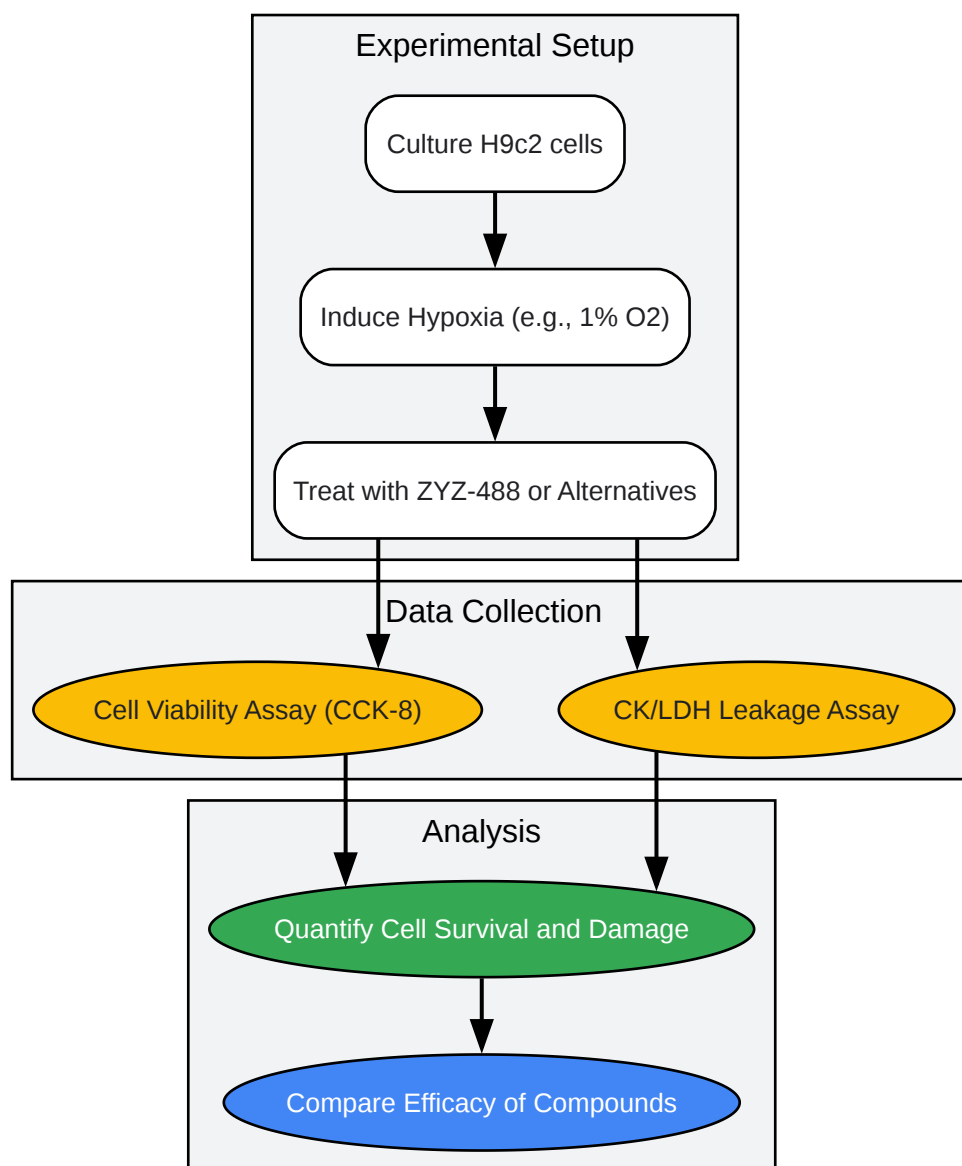 Experimental Setup
Culture H9c2 cells
Induce Hypoxia (e.g., 1% O2)
Treat with ZYZ-488 or Alternatives
Data Collection
Cell Viability Assay (CCK-8)
CK/LDH Leakage Assay
Analysis
Quantify Cell Survival and Damage
Compare Efficacy of Compounds